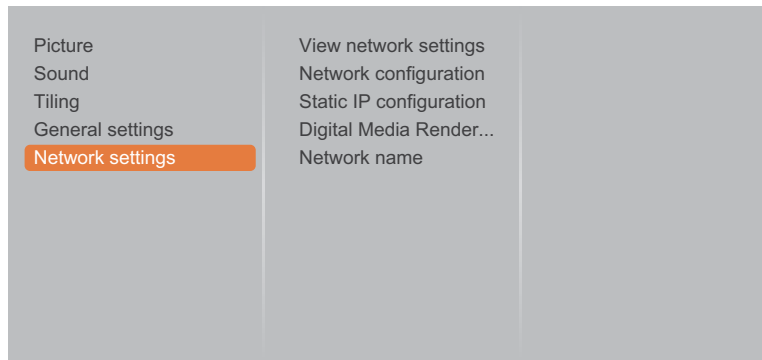 Picture
Sound
Tiling
General settings
Network settings
View network settings
Network configuration
Static IP configuration
Digital Media Render...
Network name